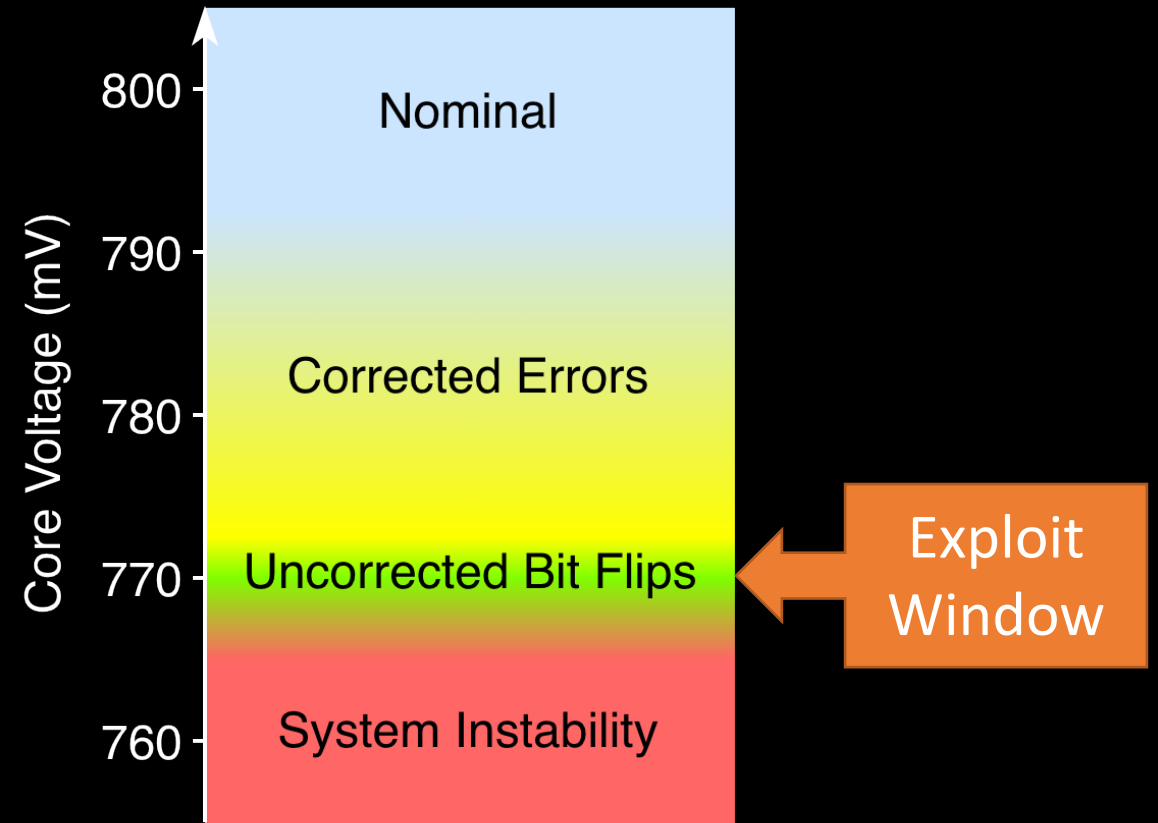 Core Voltage (mV)
800
790
780
770
760
Nominal
Corrected Errors
Uncorrected Bit Flips
System Instability
Exploit
Window